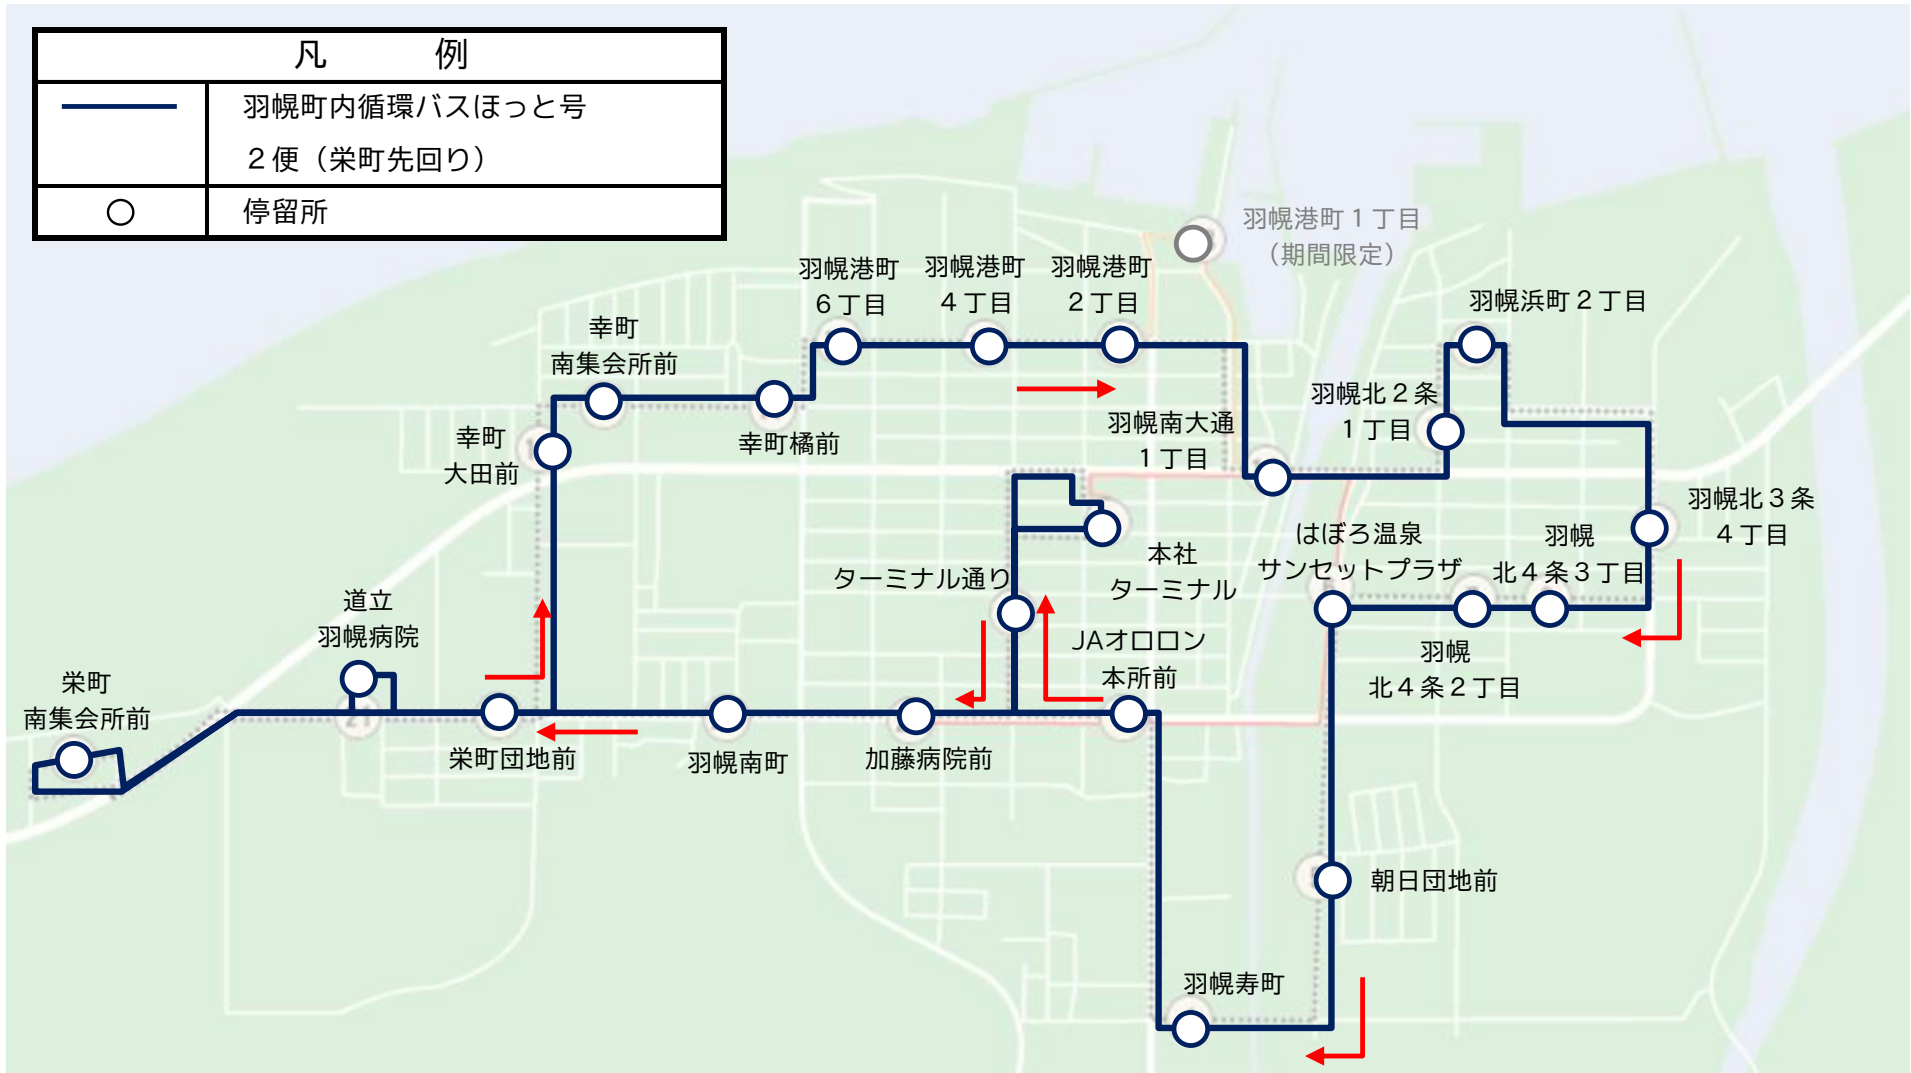 凡　例
羽幌町内循環バスほっと号
２便（栄町先回り）
停留所
羽幌港町１丁目
（期間限定）
羽幌港町
６丁目
羽幌港町
４丁目
羽幌港町
２丁目
羽幌浜町２丁目
幸町
南集会所前
幸町橘前
幸町
大田前
羽幌南大通
１丁目
羽幌北２条
１丁目
羽幌北３条
４丁目
はぼろ温泉
サンセットプラザ
羽幌
北４条３丁目
羽幌
北４条２丁目
本社
ターミナル
ターミナル通り
JAオロロン
本所前
道立
羽幌病院
栄町
南集会所前
栄町団地前
羽幌南町
加藤病院前
朝日団地前
羽幌寿町